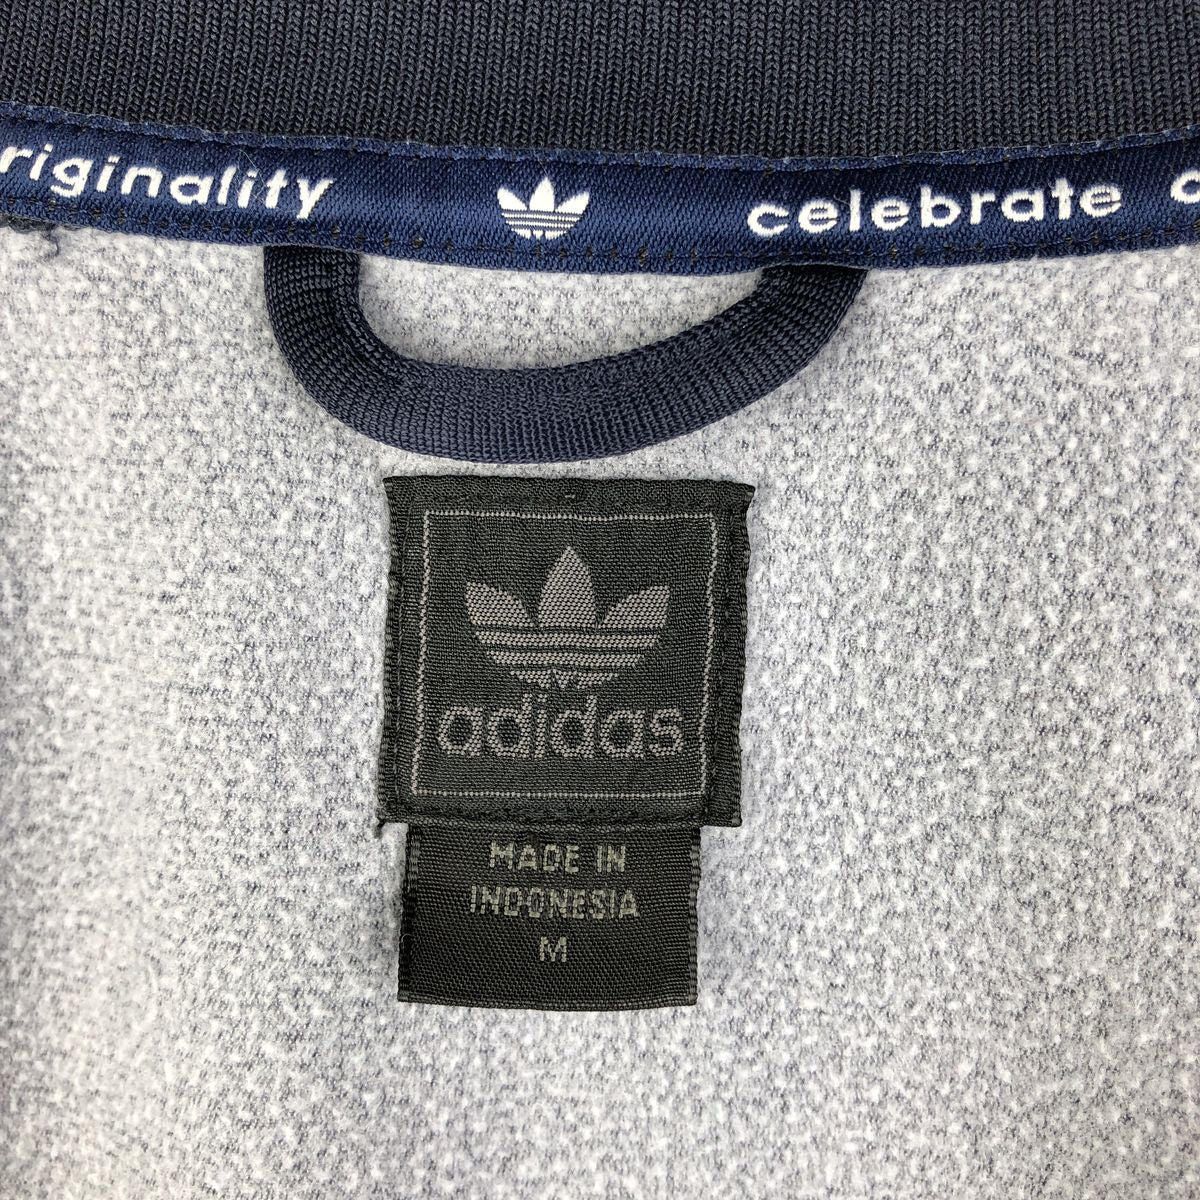 riginality celebrate
adidas
MADE IN
INDONESIA
M